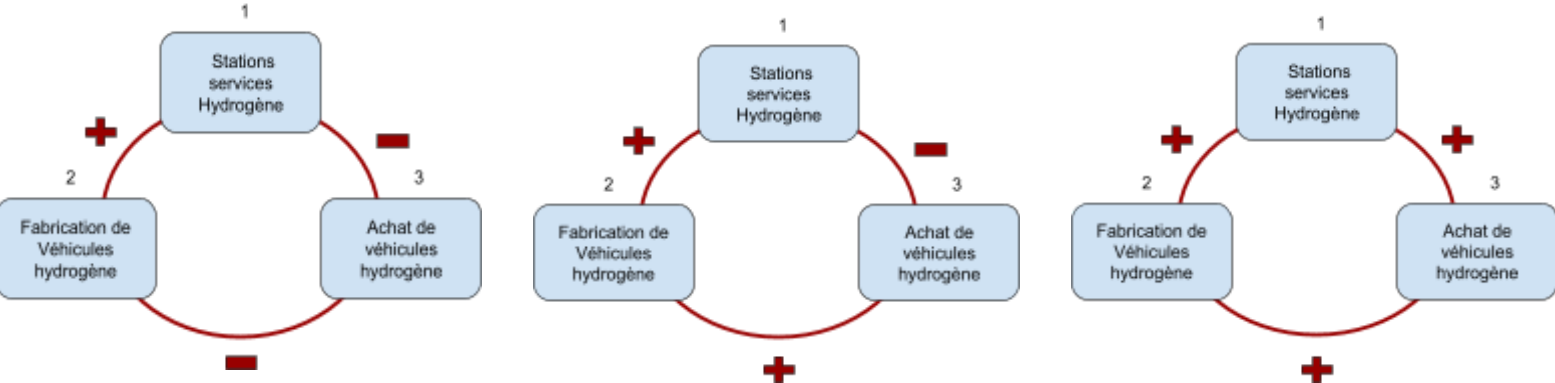 1
Stations
services
Hydrogène
+
-
2
3
Fabrication de
Véhicules
hydrogène
Achat de
véhicules
hydrogène
-
1
Stations
services
Hydrogène
+
-
2
3
Fabrication de
Véhicules
hydrogène
Achat de
véhicules
hydrogène
+
1
Stations
services
Hydrogène
+
+
2
3
Fabrication de
Véhicules
hydrogène
Achat de
véhicules
hydrogène
+